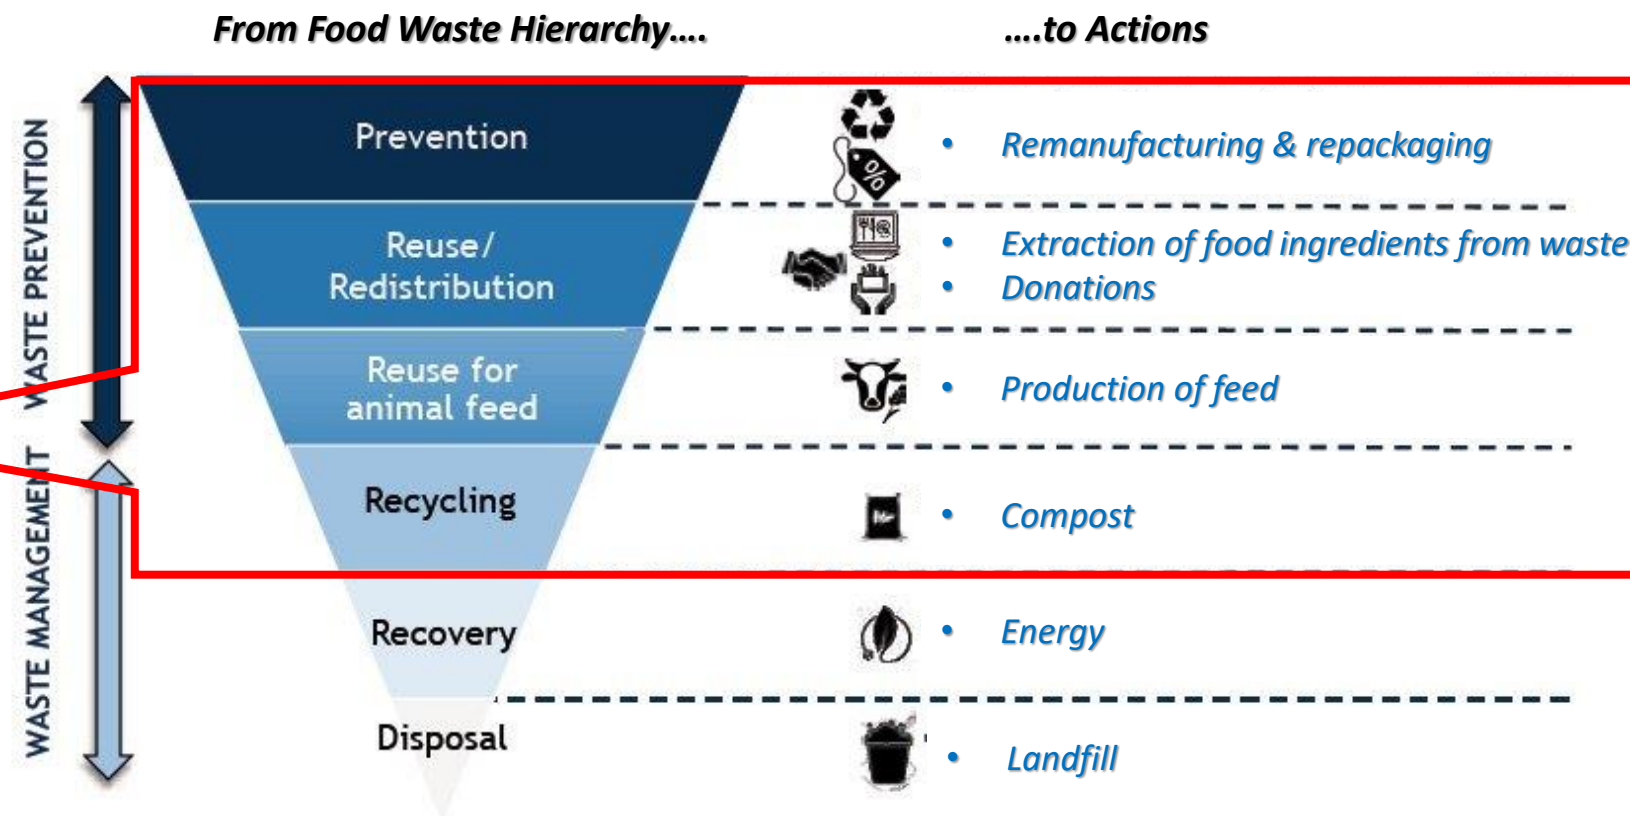 From Food Waste Hierarchy....
....to Actions
WASTE PREVENTION
WASTE MANAGEMENT
Prevention
• Remanufacturing & repackaging
%
Reuse/
Redistribution
• Extraction of food ingredients from waste
• Donations
Reuse for
animal feed
• Production of feed
Recycling
• Compost
Recovery
• Energy
Disposal
• Landfill